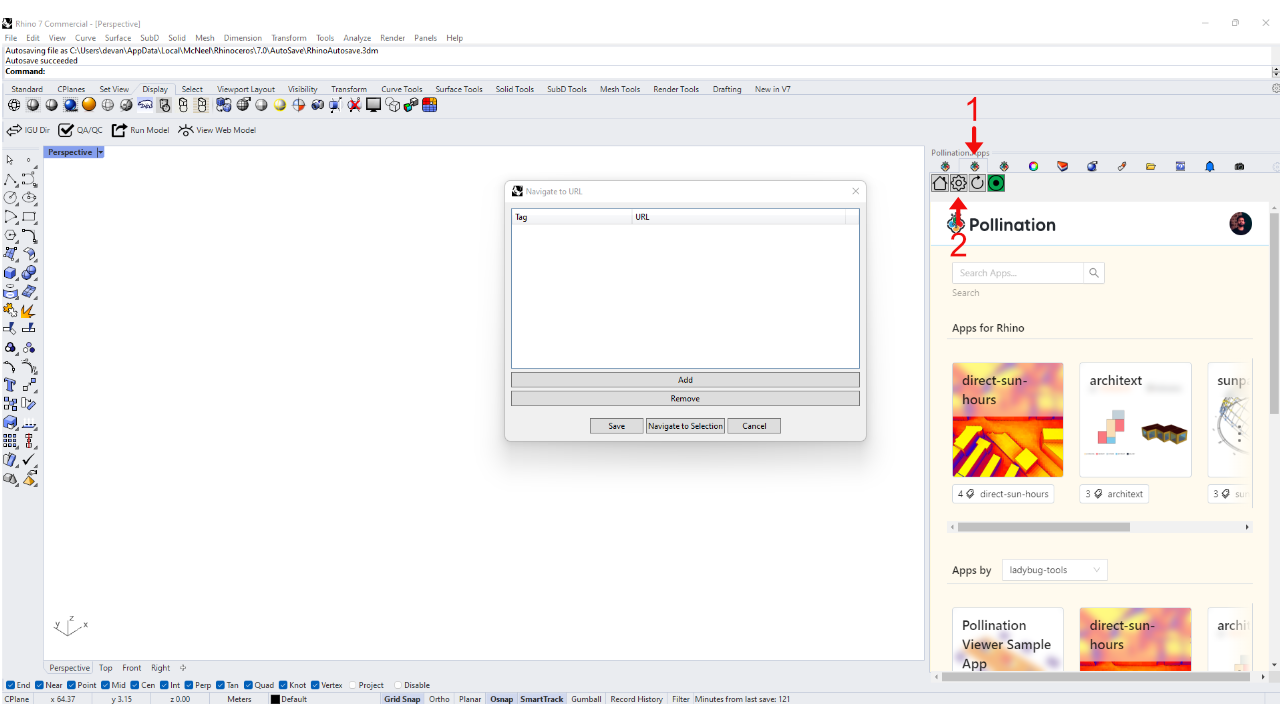 Rhino 7 Commercial - [Perspective]
File Edit View Curve Surface SubD Solid Mesh Dimension Transform Tools Analyze Render Panels Help
Autosaving file as C:\Users\devan\AppData\Local\McNeel\Rhinoceros\7.0\AutoSave\RhinoAutosave.3dm
Autosave succeeded
Command:
Standard CPlanes Set View Display Select Viewport Layout Visibility Transform Curve Tools Surface Tools Solid Tools SubD Tools Mesh Tools Render Tools Drafting New in V7
1
IGU Dir QA/QC Run Model View Web Model
Perspective
Pollination.Apps
Navigate to URL
Tag URL
Add
Remove
Save Navigate to Selection Cancel
Pollination
2
Search Apps...
Search
Apps for Rhino
direct-sun-
hours
architext
sunp
4 direct-sun-hours
3 architext
3 sun
Apps by ladybug-tools
Pollination
Viewer Sample
App
direct-sun-
hours
archit
z
y x
Perspective Top Front Right
End Near Point Mid Cen Int Perp Tan Quad Knot Vertex Project Disable
CPlane x 64.37 y 3.15 z 0.00 Meters Default Grid Snap Ortho Planar Osnap SmartTrack Gumball Record History Filter Minutes from last save: 121